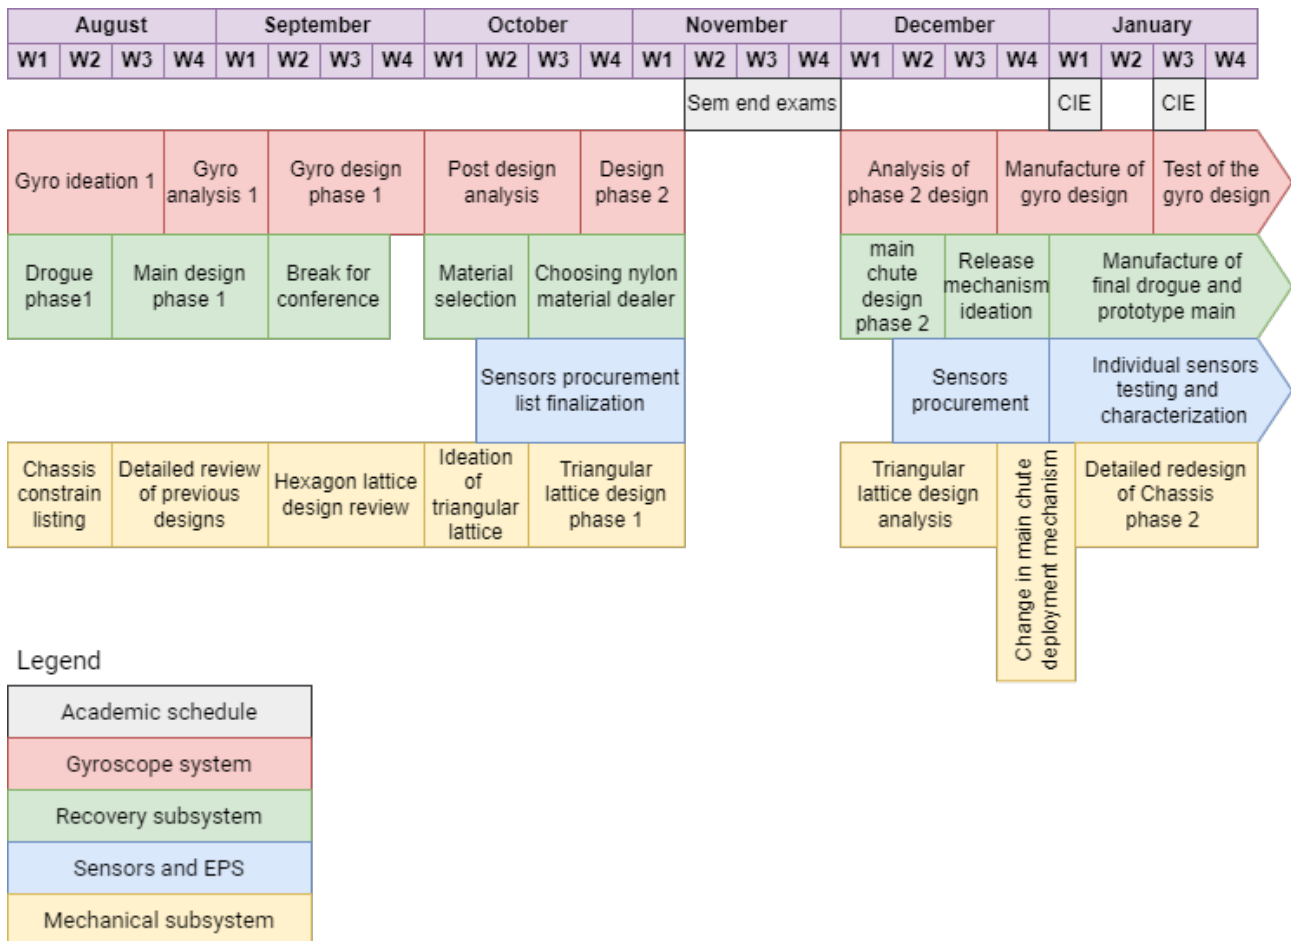 August September October November December January
W1 W2 W3 W4 W1 W2 W3 W4 W1 W2 W3 W4 W1 W2 W3 W4 W1 W2 W3 W4 W1 W2 W3 W4
Sem end exams
CIE
CIE
Gyro ideation 1
Gyro
analysis 1
Gyro design
phase 1
Post design
analysis
Design
phase 2
Analysis of
phase 2 design
Manufacture of
gyro design
Test of the
gyro design
Drogue
phase1
Main design
phase 1
Break for
conference
Material
selection
Choosing nylon
material dealer
main
chute
design
phase 2
Release
mechanism
ideation
Manufacture of
final drogue and
prototype main
Sensors procurement
list finalization
Sensors
procurement
Individual sensors
testing and
characterization
Chassis
constrain
listing
Detailed review
of previous
designs
Hexagon lattice
design review
Ideation
of
triangular
lattice
Triangular
lattice design
phase 1
Triangular
lattice design
analysis
Change in main chute
deployment mechanism
Detailed redesign
of Chassis
phase 2
Legend
Academic schedule
Gyroscope system
Recovery subsystem
Sensors and EPS
Mechanical subsystem